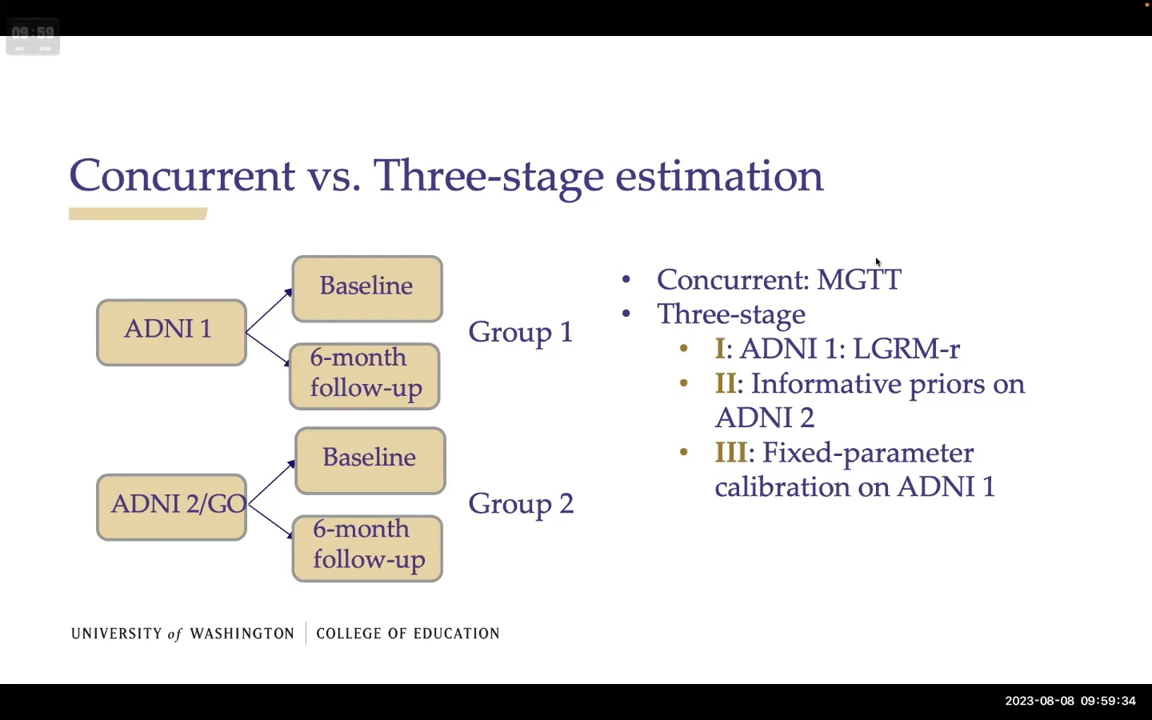 09:59
Concurrent vs. Three-stage estimation
ADNI 1
Baseline
6-month
follow-up
Group 1
ADNI 2/GO
Baseline
6-month
follow-up
Group 2
• Concurrent: MGTT
• Three-stage
• I: ADNI 1: LGRM-r
• II: Informative priors on
ADNI 2
• III: Fixed-parameter
calibration on ADNI 1
UNIVERSITY of WASHINGTON | COLLEGE OF EDUCATION
2023-08-08 09:59:34